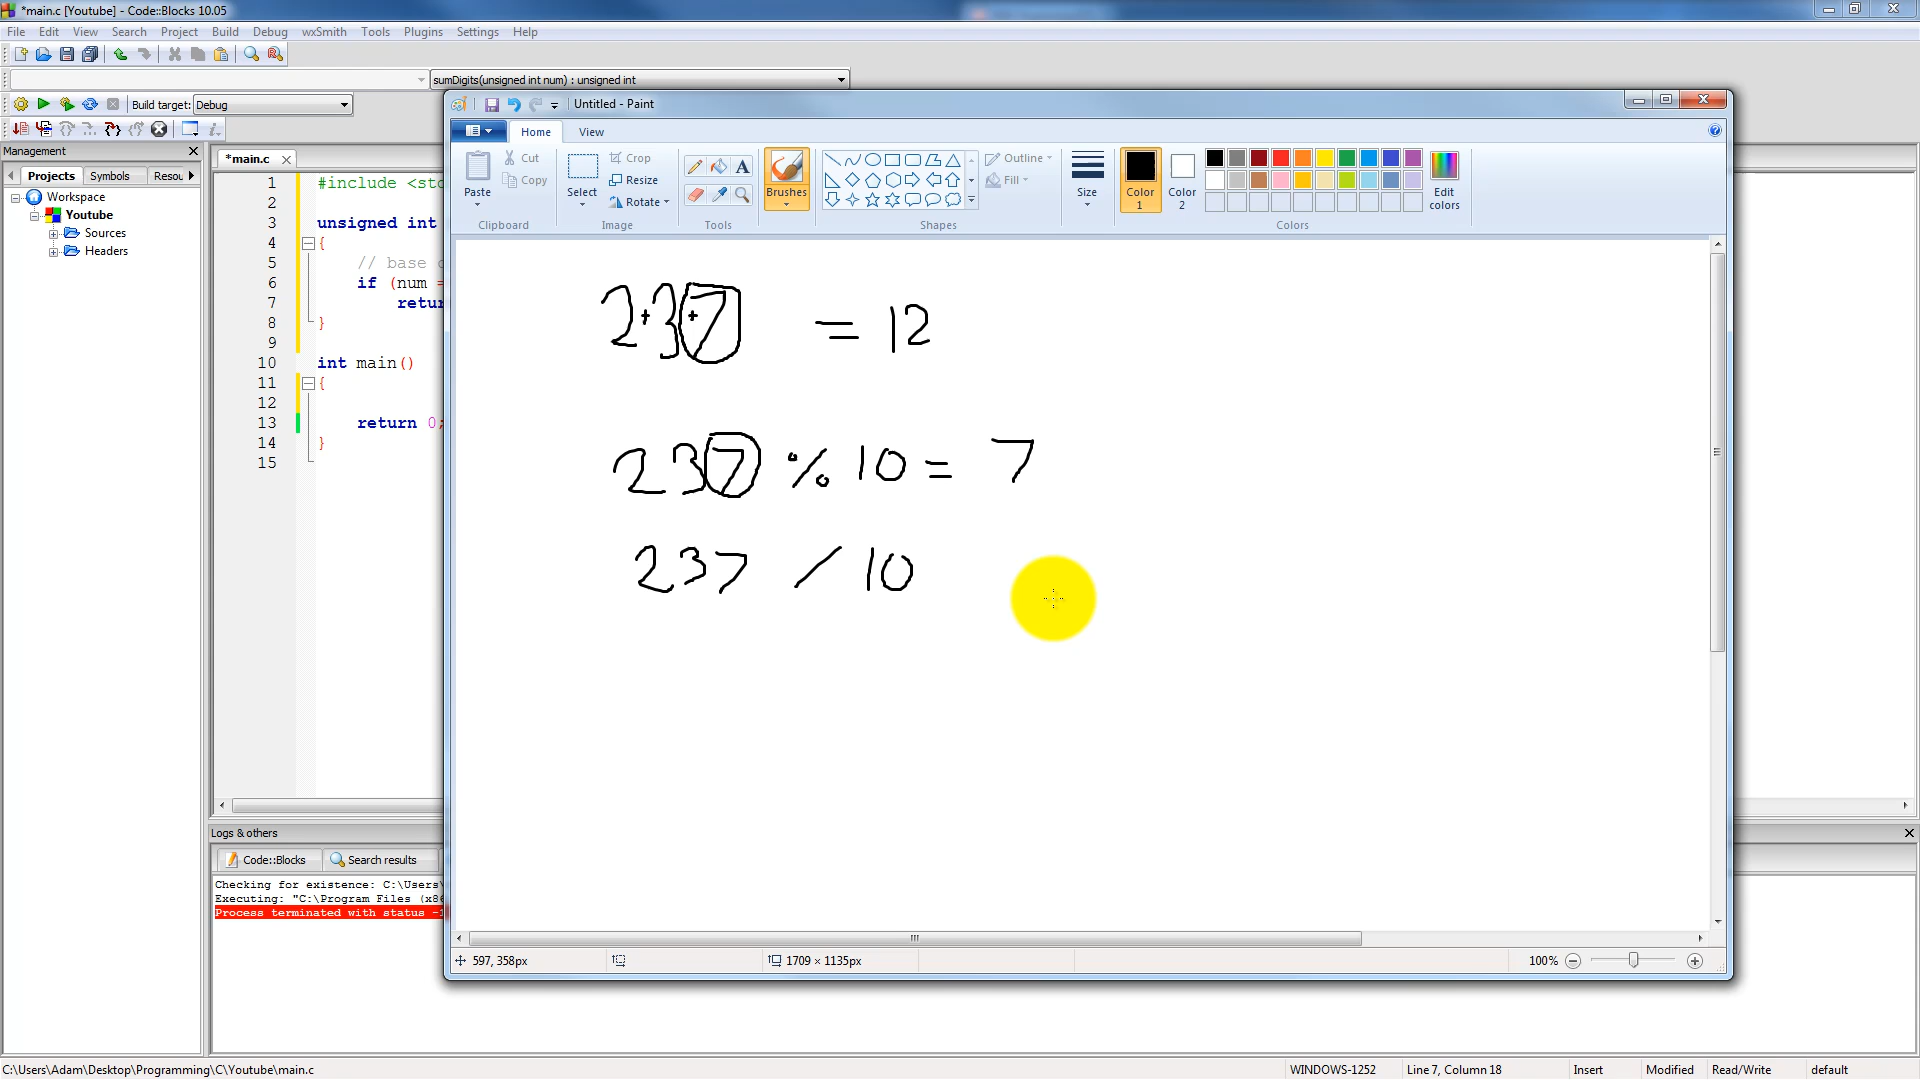 *main.c [Youtube] - Code::Blocks 10.05
File Edit View Search Project Build Debug wxSmith Tools Plugins Settings Help
sumDigits(unsigned int num) : unsigned int
Build target: Debug
Management
Projects Symbols Resou
Workspace
Youtube
Sources
Headers
*main.c
1 #include <sto
2
3 unsigned int
4 {
5 // base
6 if (num =
7 retur
8 }
9
10 int main()
11 {
12
13 return 0;
14 }
15
Untitled - Paint
Home View
Paste Cut Copy
Clipboard
Select Crop Resize Rotate
Image
A
Tools
Brushes
Outline Fill
Shapes
Size
Color 1
Color 2
Edit colors
Colors
2+3+7 = 12
237 % 10 = 7
237 / 10
597, 358px
1709 × 1135px
100%
Logs & others
Code::Blocks Search results
Checking for existence: C:\Users\
Executing: "C:\Program Files (x86
Process terminated with status -1
C:\Users\Adam\Desktop\Programming\C\Youtube\main.c WINDOWS-1252 Line 7, Column 18 Insert Modified Read/Write default